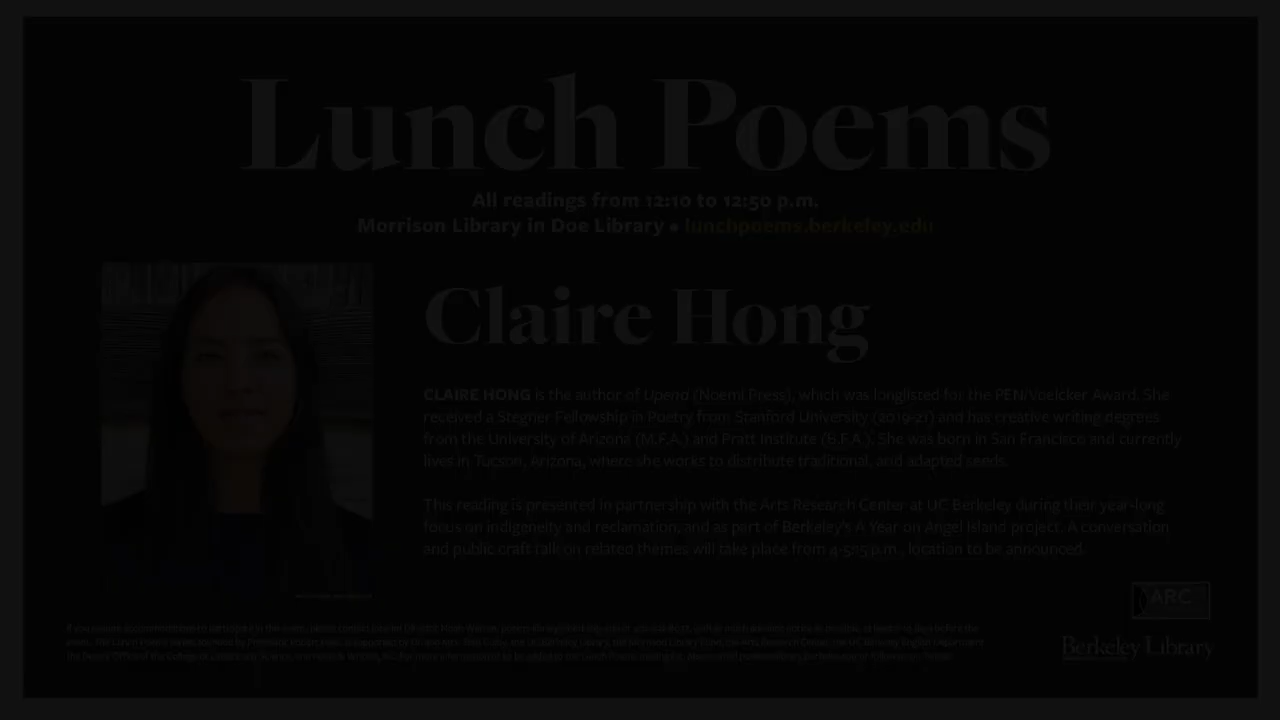 Lunch Poems
All readings from 12:10 to 12:50 p.m.
Morrison Library in Doe Library • lunchpoems.berkeley.edu
Claire Hong
CLAIRE HONG is the author of Upend (Noemi Press), which was longlisted for the PEN/Voelcker Award. She
received a Stegner Fellowship in Poetry from Stanford University (2019-21) and has creative writing degrees
from the University of Arizona (M.F.A.) and Pratt Institute (B.F.A.). She was born in San Francisco and currently
lives in Tucson, Arizona, where she works to distribute traditional, and adapted seeds.
This reading is presented in partnership with the Arts Research Center at UC Berkeley during their year-long
focus on indigeneity and reclamation, and as part of Berkeley's A Year on Angel Island project. A conversation
and public craft talk on related themes will take place from 4-5:15 p.m., location to be announced.
ARC
Berkeley Library